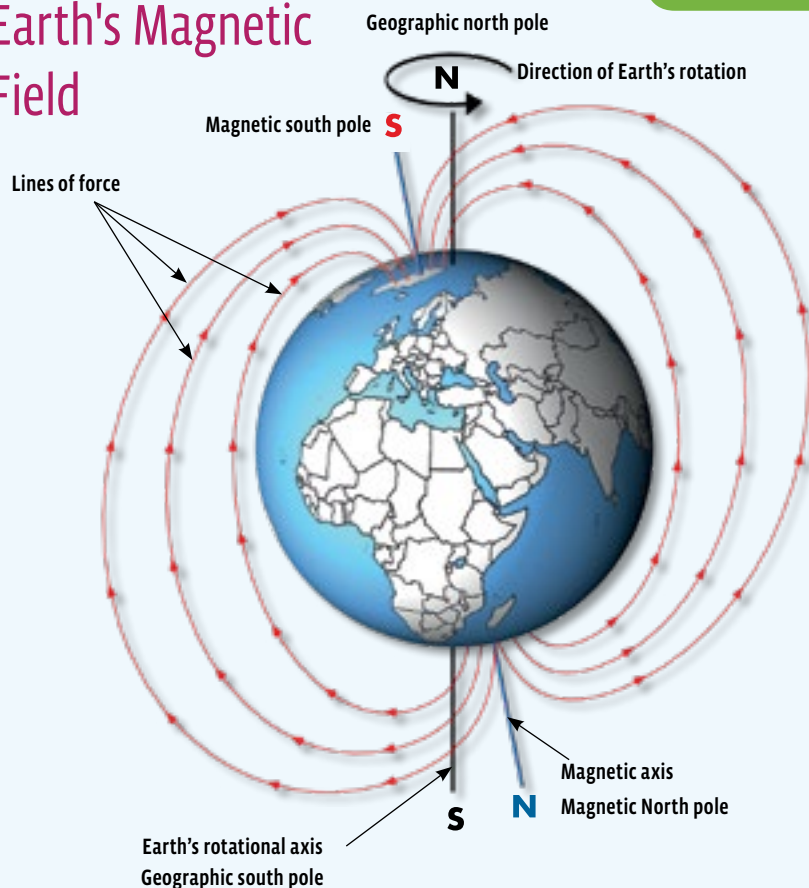 Earth's Magnetic
Field
Geographic north pole
N
Direction of Earth's rotation
Magnetic south pole S
Lines of force
Magnetic axis
N Magnetic North pole
S
Earth's rotational axis
Geographic south pole